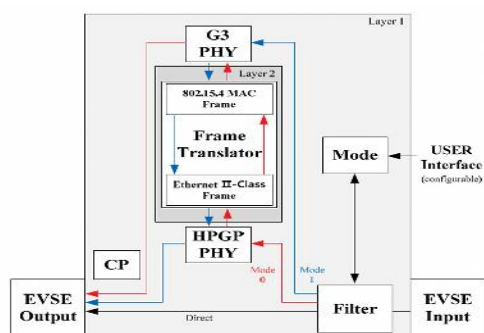 Layer 1
G3
PHY
Layer 2
802.15.4 MAC
Frame
Frame
Translator
Ethernet II-Class
Frame
HPGP
PHY
Mode
USER
Interface
(configurable)
CP
Mode
0
Mode
1
EVSE
Output
Direct
Filter
EVSE
Input